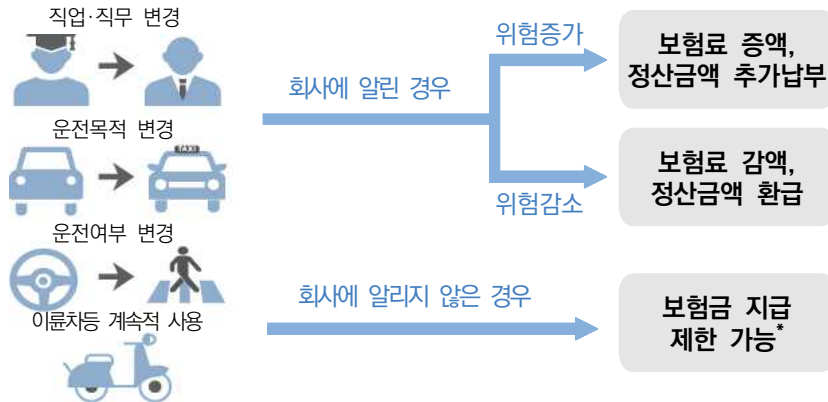 직업·직무 변경
운전목적 변경
TAXI
운전여부 변경
이륜차등 계속적 사용
회사에 알린 경우
위험증가
보험료 증액,
정산금액 추가납부
위험감소
보험료 감액,
정산금액 환급
회사에 알리지 않은 경우
보험금 지급
제한 가능*